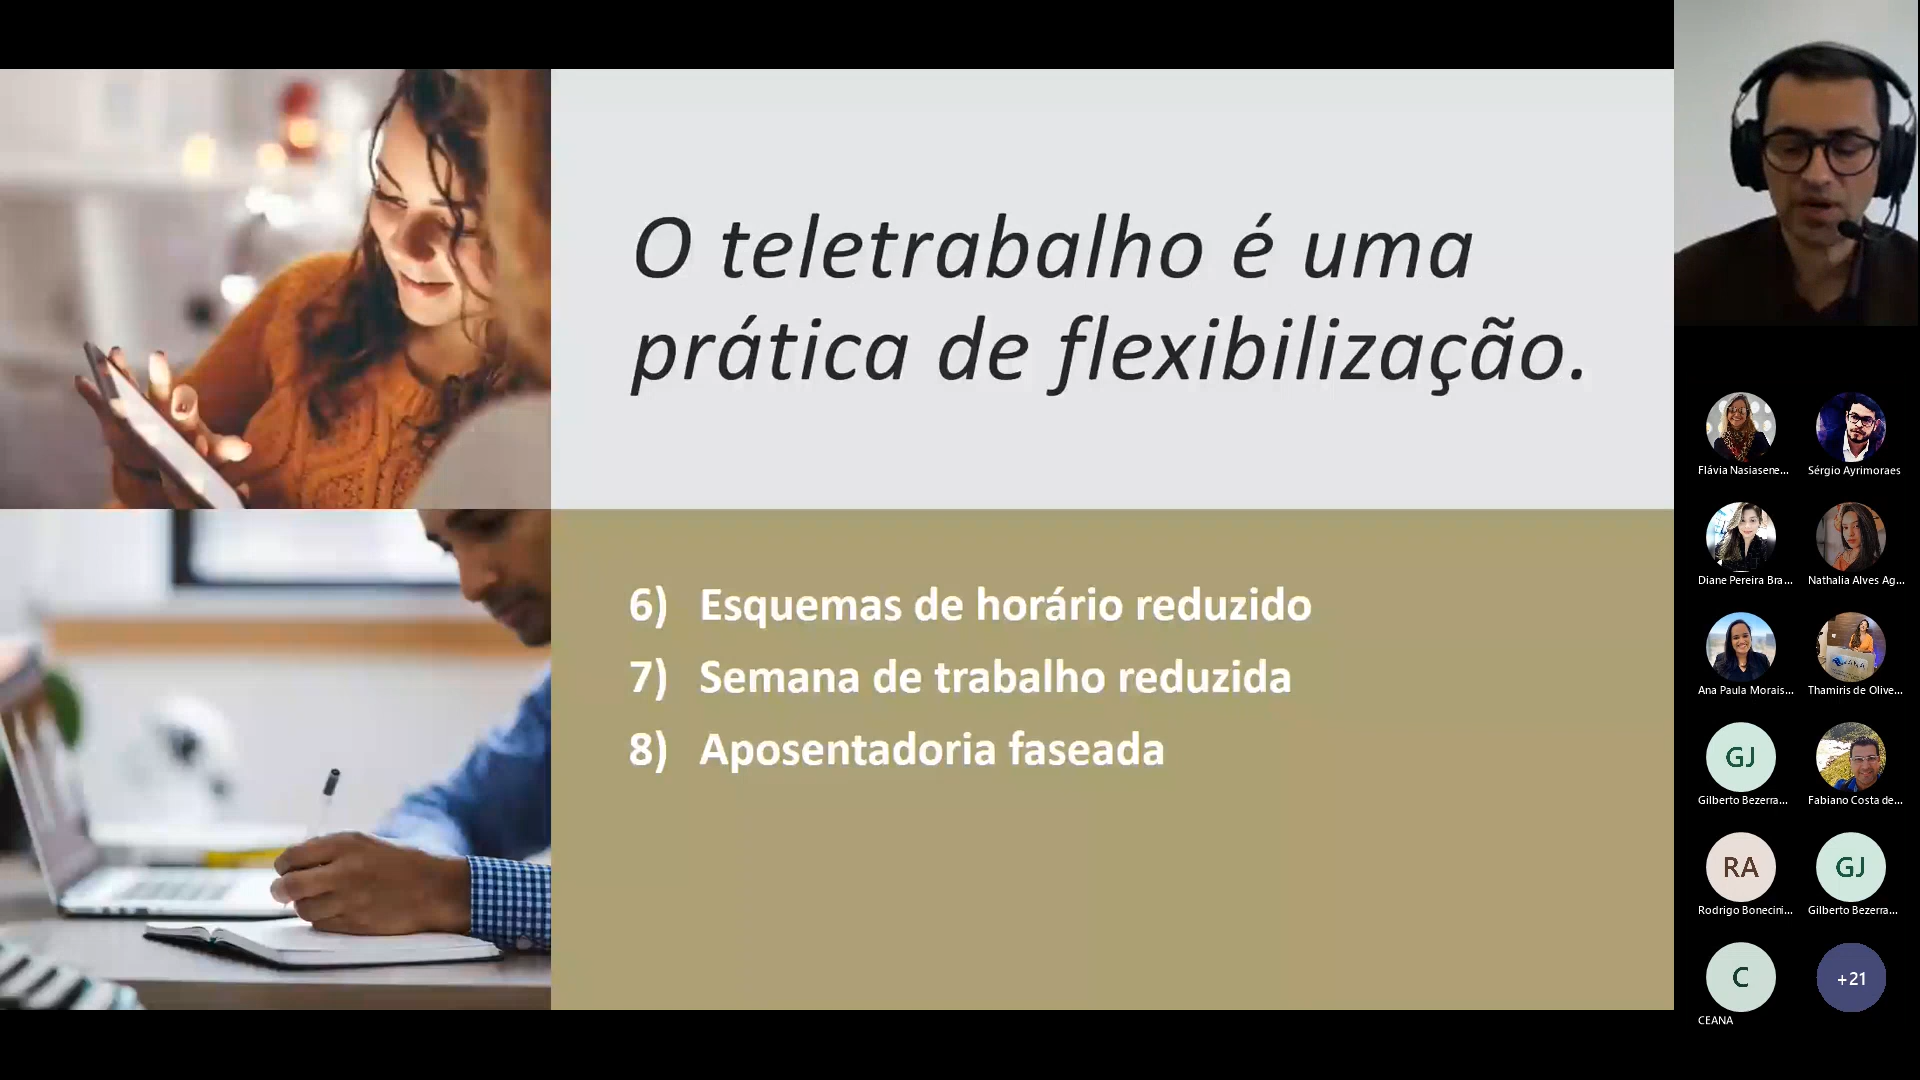 O teletrabalho é uma
prática de flexibilização.
6) Esquemas de horário reduzido
7) Semana de trabalho reduzida
8) Aposentadoria faseada
Flávia Nasiasene...
Sérgio Ayrimoraes
Diane Pereira Bra...
Nathalia Alves Ag...
Ana Paula Morais...
Thamiris de Olive...
GJ
Gilberto Bezerra...
Fabiano Costa de...
RA
Rodrigo Bonecini...
GJ
Gilberto Bezerra...
C
CEANA
+21